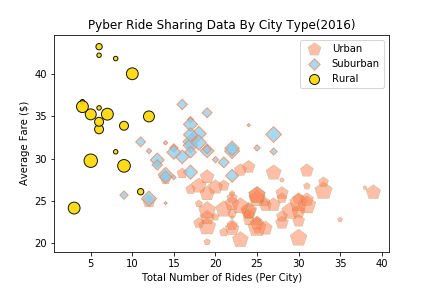 Pyber Ride Sharing Data By City Type(2016)
Urban
Suburban
Rural
Average Fare ($)
40
35
30
25
20
5
10
15
20
25
30
35
40
Total Number of Rides (Per City)